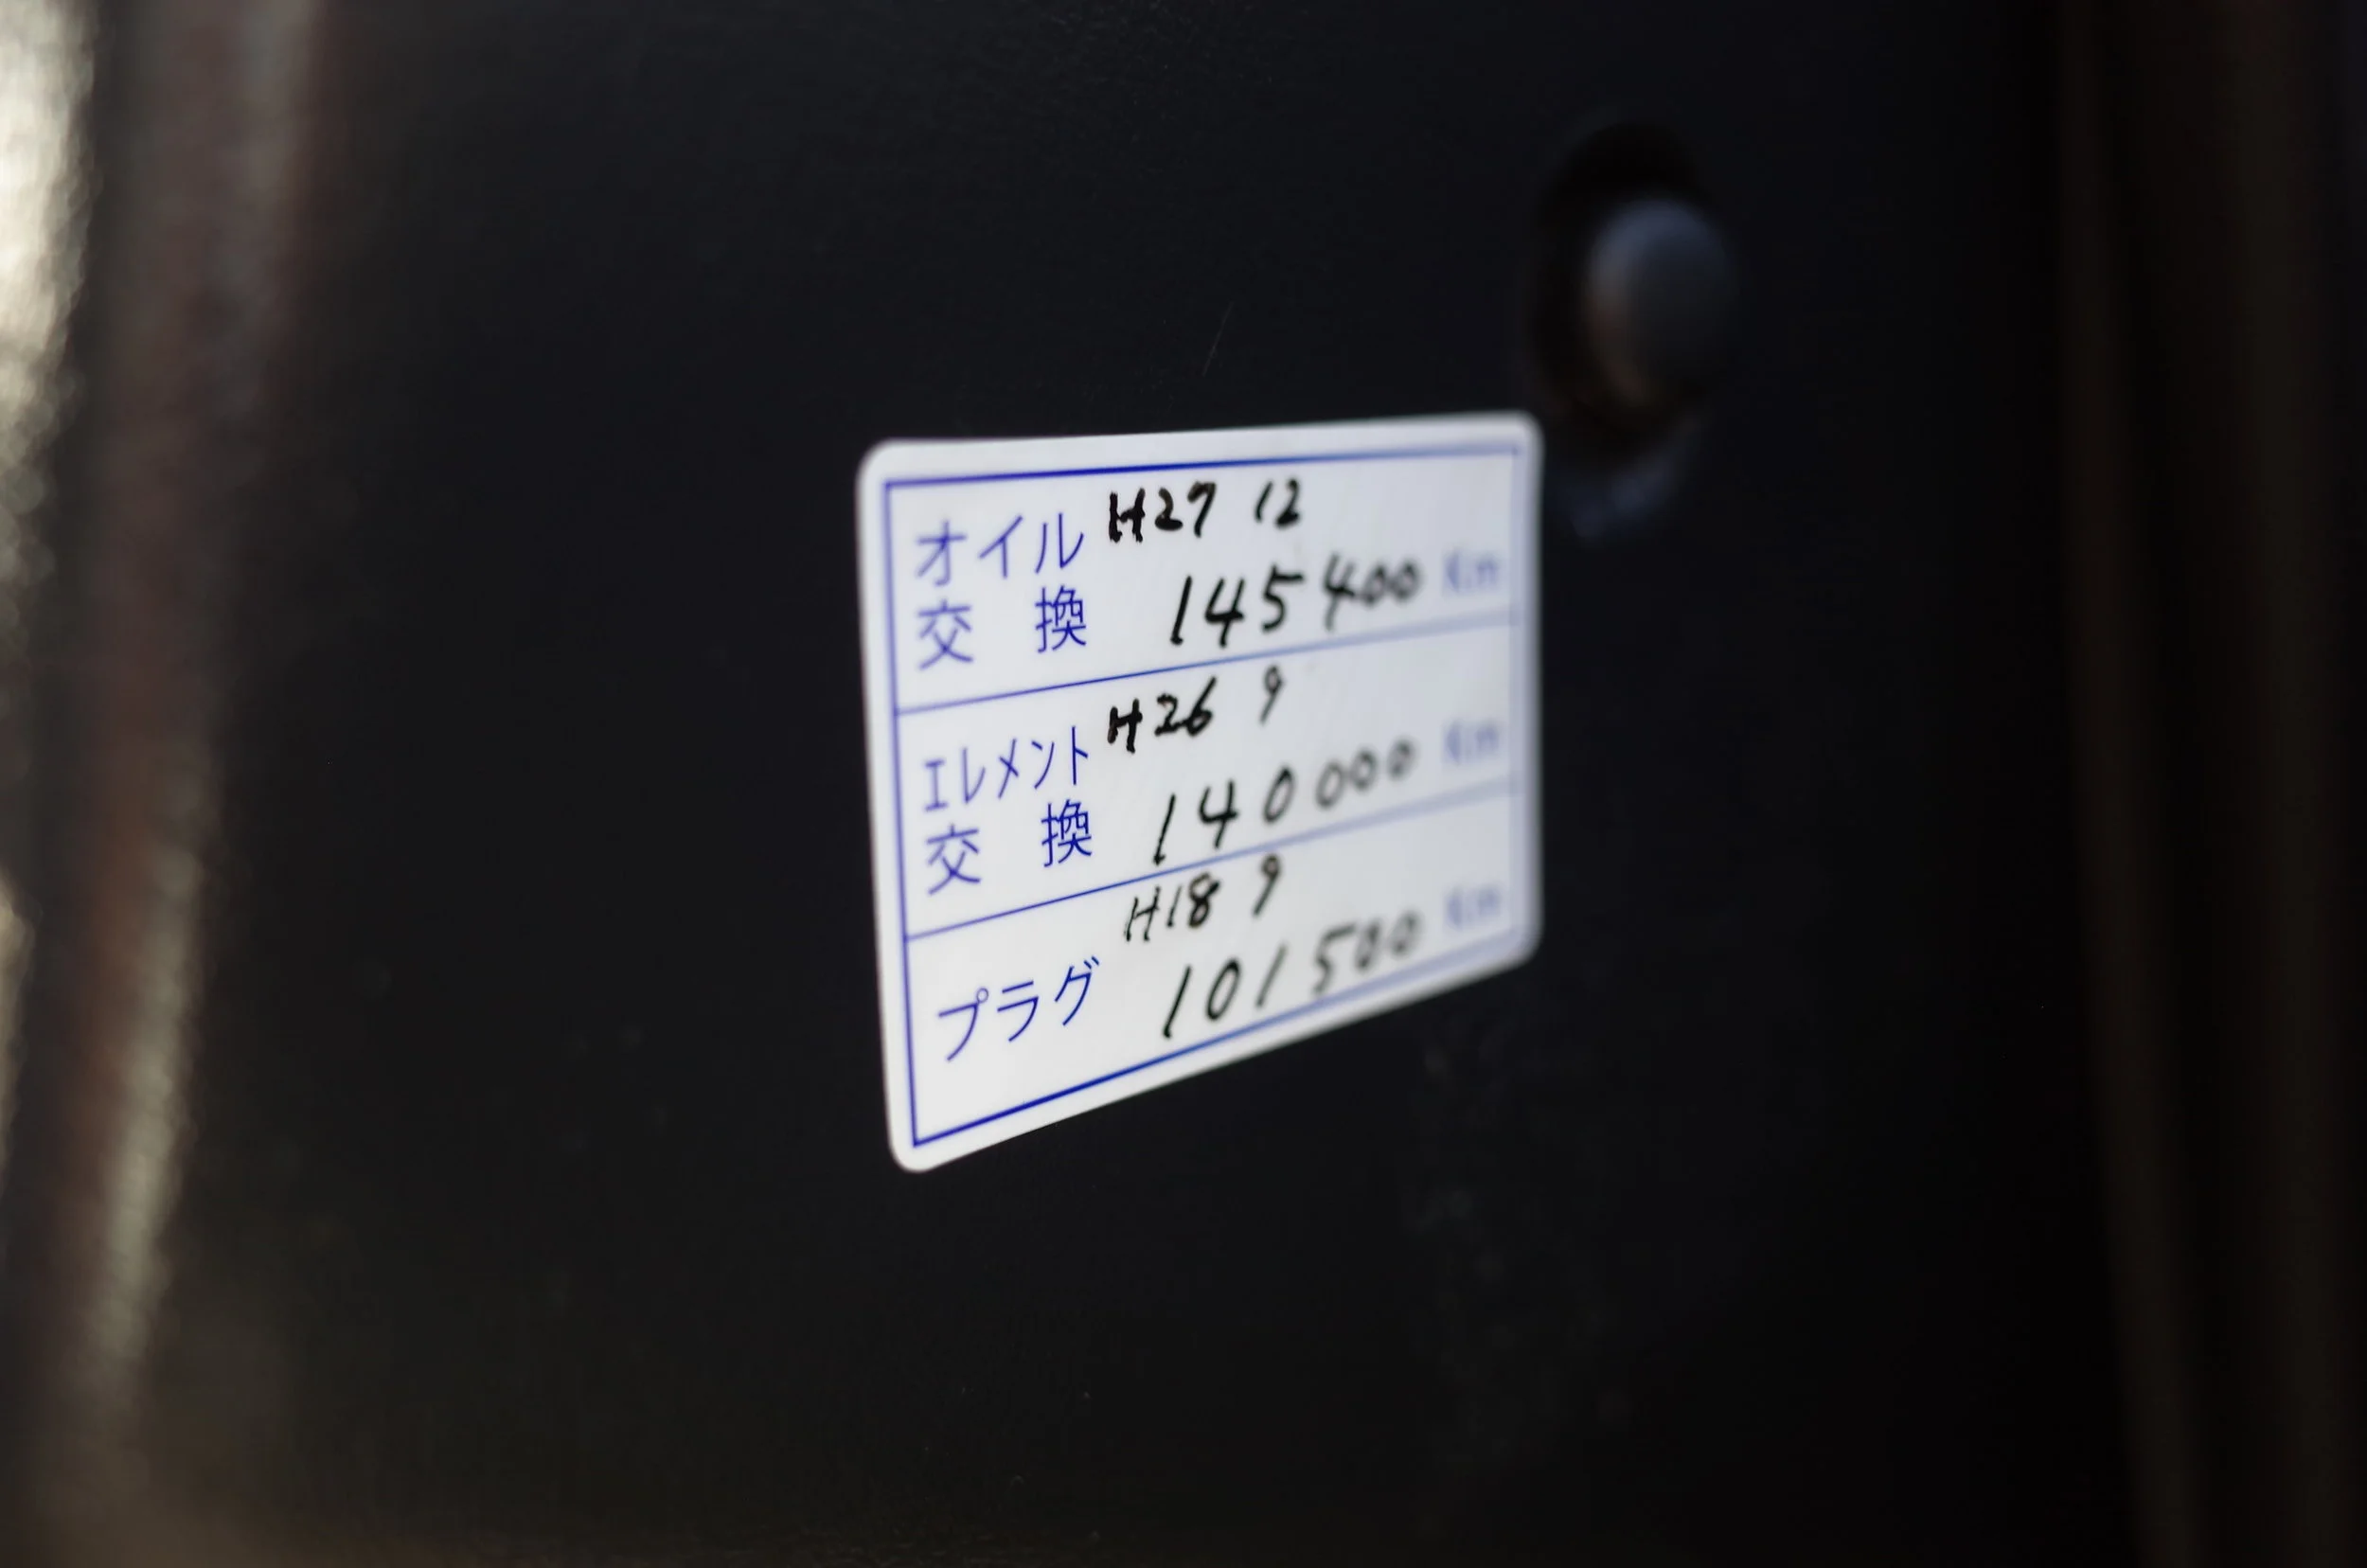 オイル H27 12
交換 145400 Km
エレメント H26 9
交換 140000 Km
H18 9
プラグ 101500 Km